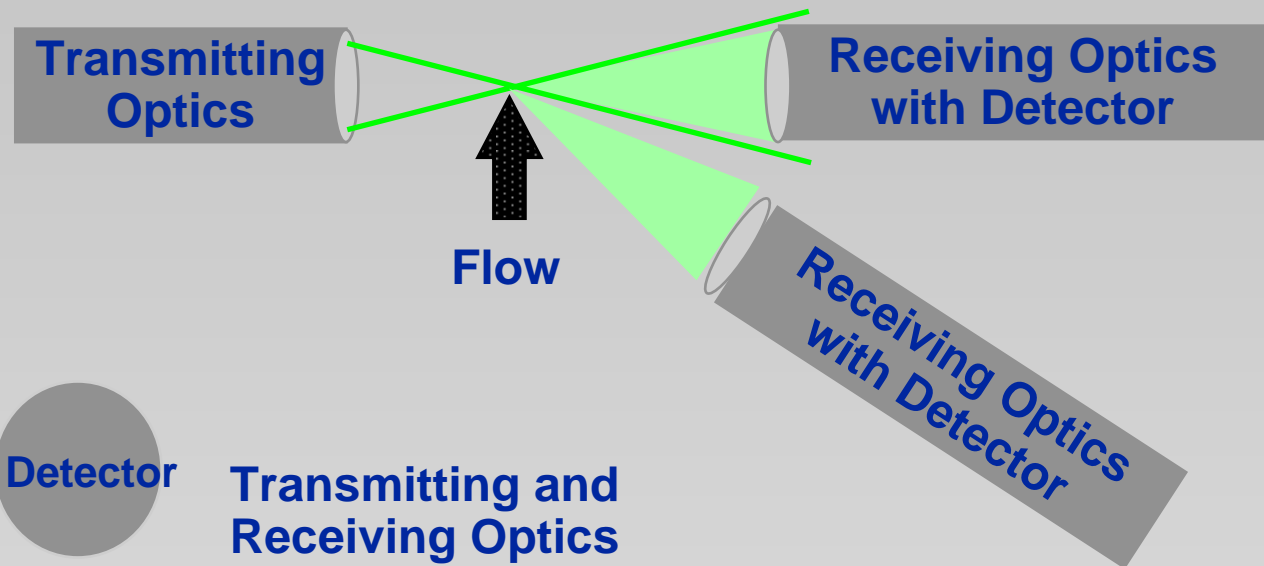 Transmitting
Optics
Receiving Optics
with Detector
Flow
Receiving Optics
with Detector
Detector
Transmitting and
Receiving Optics